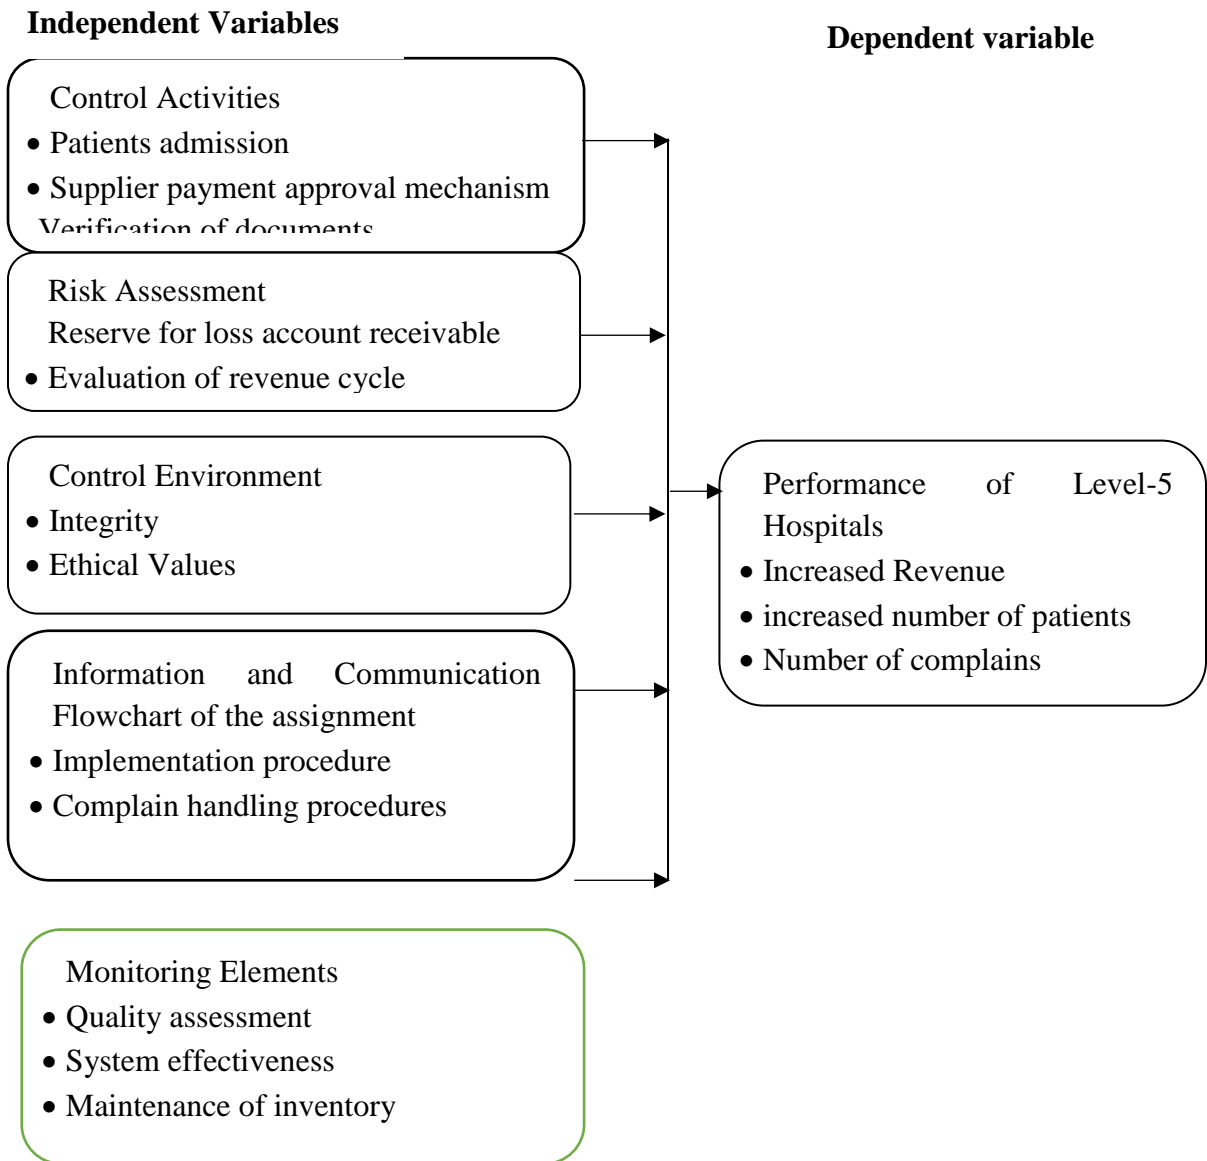 Independent Variables
Dependent variable
Control Activities
• Patients admission
• Supplier payment approval mechanism
Verification of documents
Risk Assessment
Reserve for loss account receivable
• Evaluation of revenue cycle
Control Environment
• Integrity
• Ethical Values
Information and Communication
Flowchart of the assignment
• Implementation procedure
• Complain handling procedures
Monitoring Elements
• Quality assessment
• System effectiveness
• Maintenance of inventory
Performance of Level-5
Hospitals
• Increased Revenue
• increased number of patients
• Number of complains